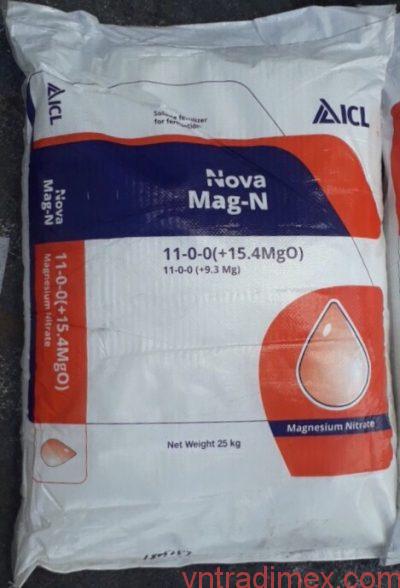 ICL
Soluble fertilizer
for fertigation
ICL
Nova
Mag-N
Nova
Mag-N
11-0-0(+15.4MgO)
11-0-0 (+9.3 Mg)
11-0-0(+15.4MgO)
Magnesium Nitrate
Magnesium Nitrate
Net Weight 25 kg
vntradimex.com